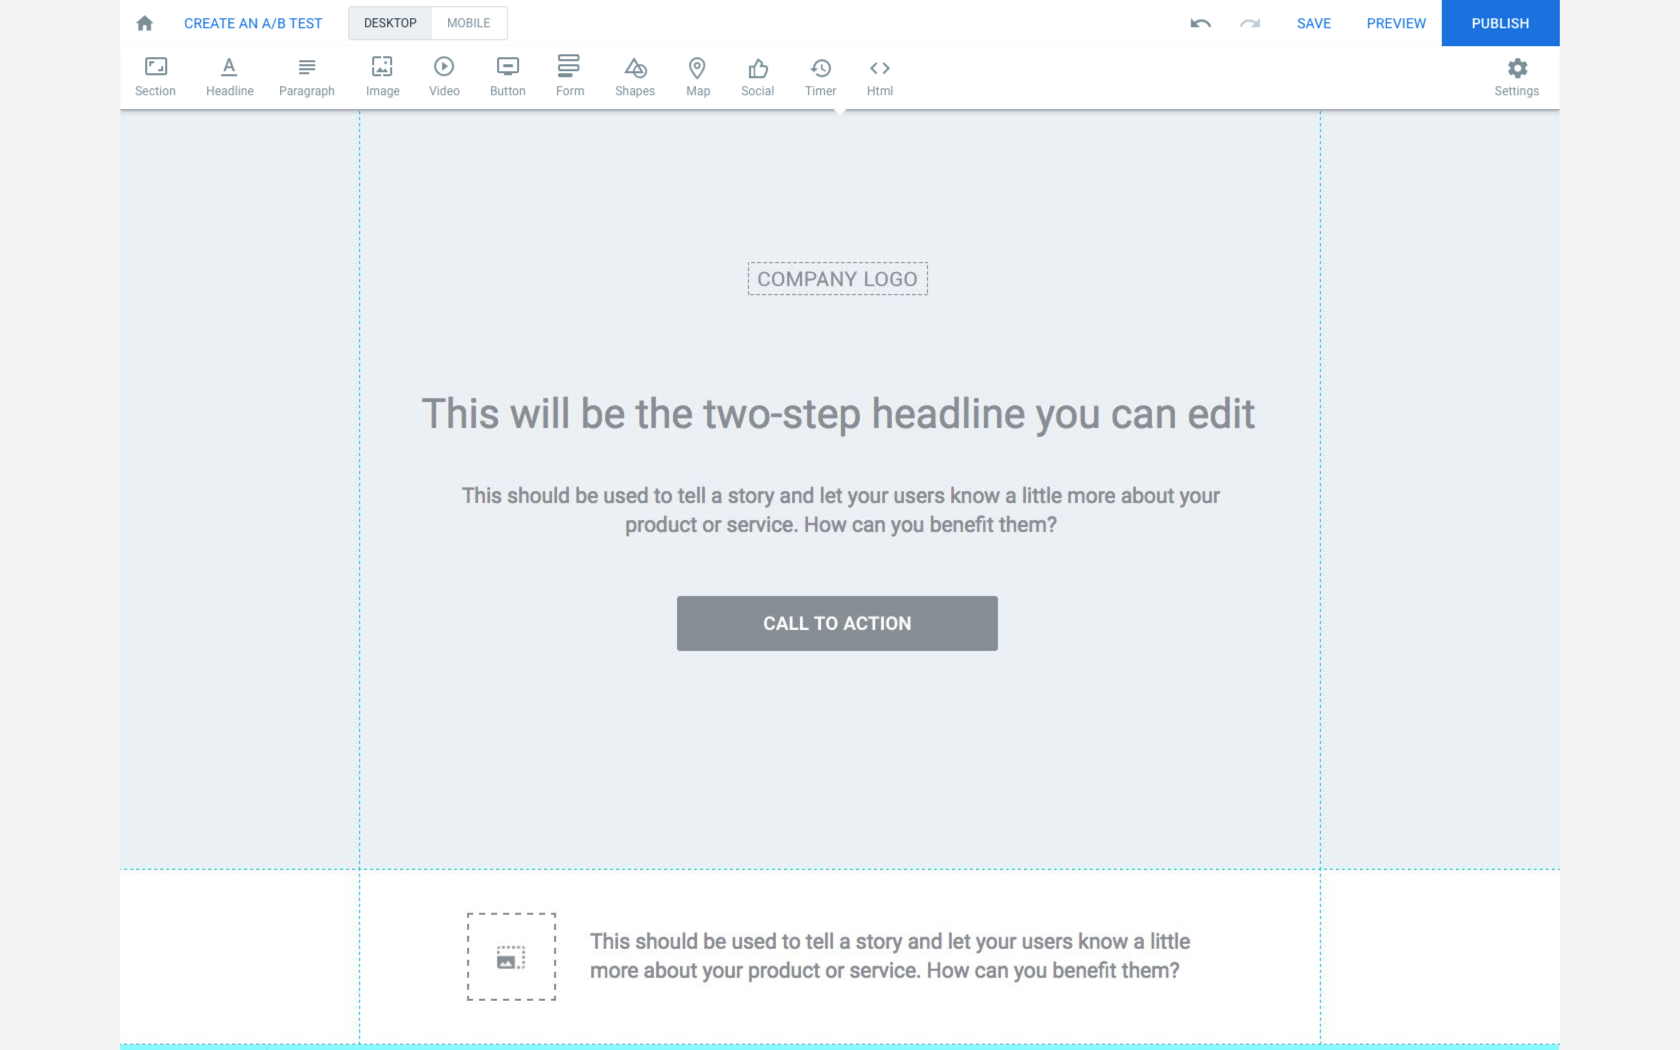 CREATE AN A/B TEST
DESKTOP
MOBILE
SAVE
PREVIEW
PUBLISH
Section
Headline
Paragraph
Image
Video
Button
Form
Shapes
Map
Social
Timer
Html
Settings
COMPANY LOGO
This will be the two-step headline you can edit
This should be used to tell a story and let your users know a little more about your
product or service. How can you benefit them?
CALL TO ACTION
This should be used to tell a story and let your users know a little
more about your product or service. How can you benefit them?